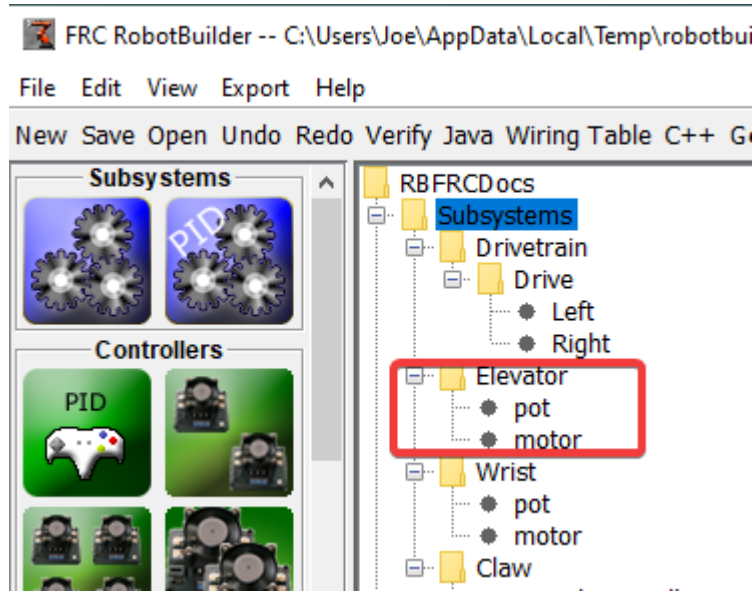 FRC RobotBuilder -- C:\Users\Joe\AppData\Local\Temp\robotbui
File Edit View Export Help
New Save Open Undo Redo Verify Java Wiring Table C++
Subsystems
PID
Controllers
PID
RBFRCDocs
Subsystems
Drivetrain
Drive
Left
Right
Elevator
pot
motor
Wrist
pot
motor
Claw